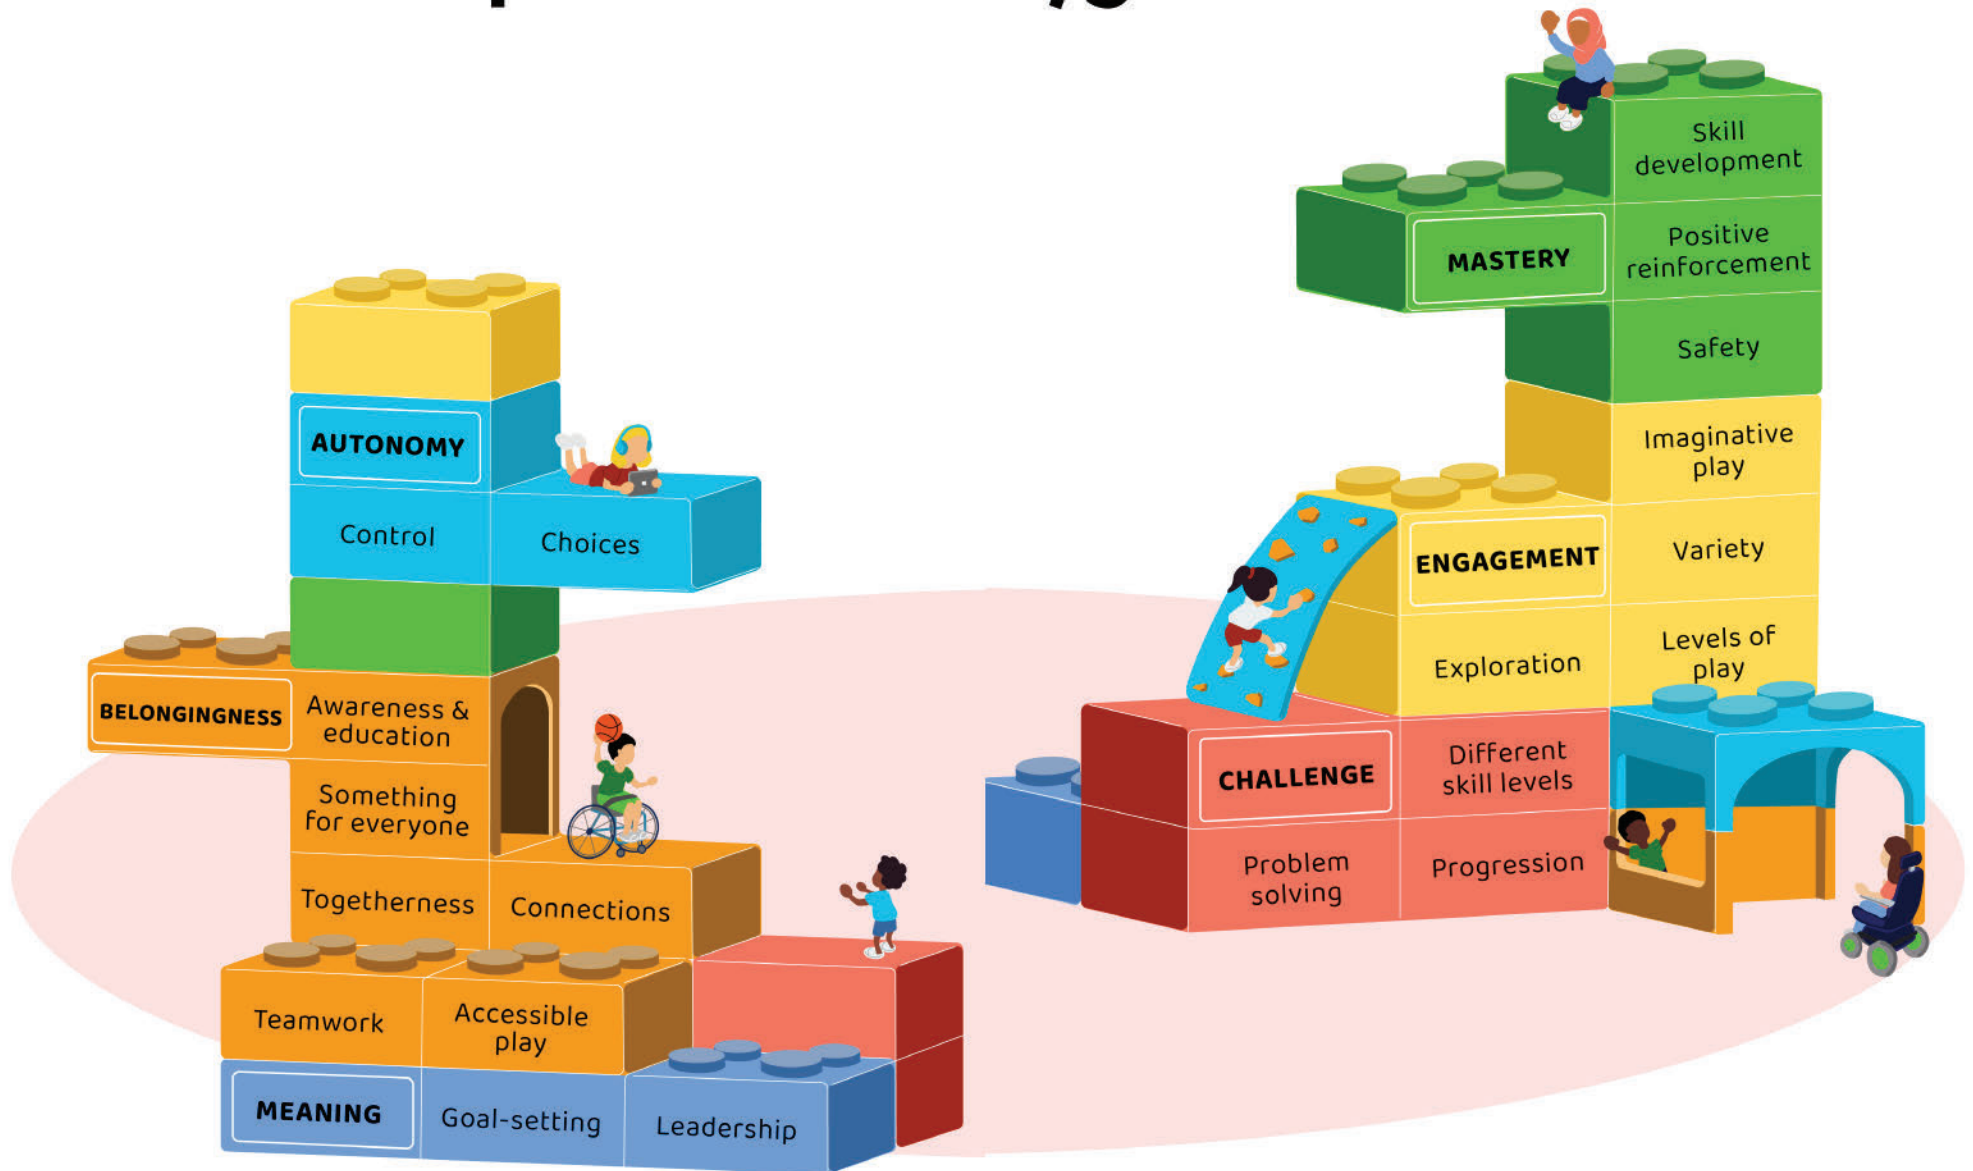 AUTONOMY
Control
Choices
BELONGINGNESS
Awareness &
education
Something
for everyone
Togetherness
Connections
Teamwork
Accessible
play
MEANING
Goal-setting
Leadership
Skill
development
MASTERY
Positive
reinforcement
Safety
Imaginative
play
ENGAGEMENT
Variety
Exploration
Levels of
play
CHALLENGE
Different
skill levels
Problem
solving
Progression